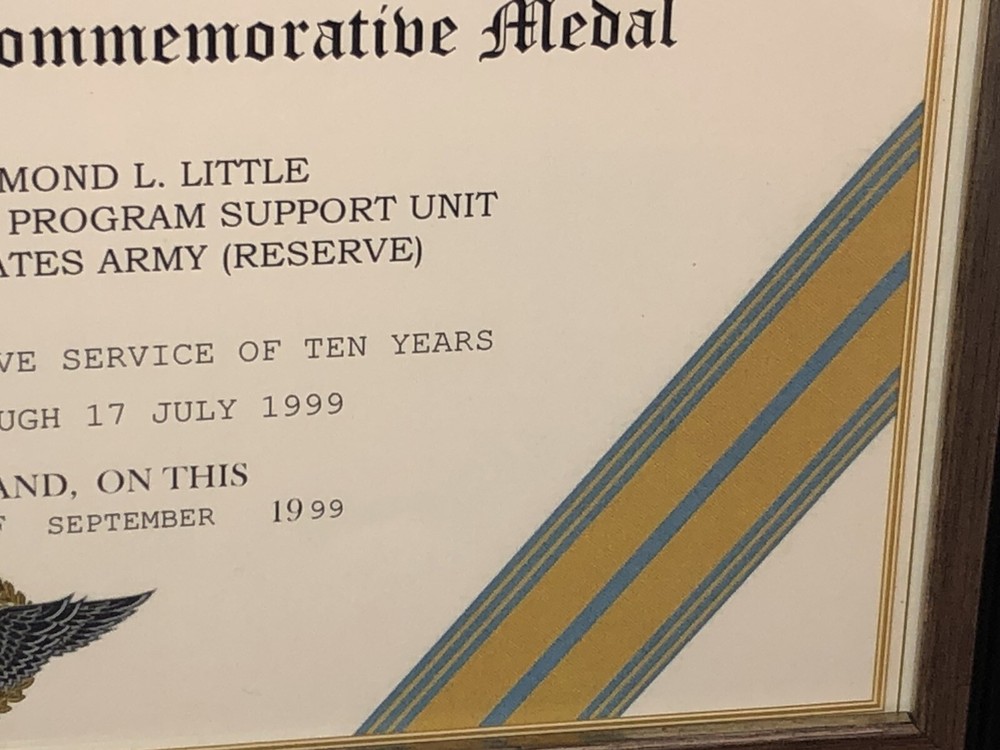 ommemorative Medal
MOND L. LITTLE
PROGRAM SUPPORT UNIT
ATES ARMY (RESERVE)
VE SERVICE OF TEN YEARS
UGH 17 JULY 1999
AND, ON THIS
F SEPTEMBER 1999